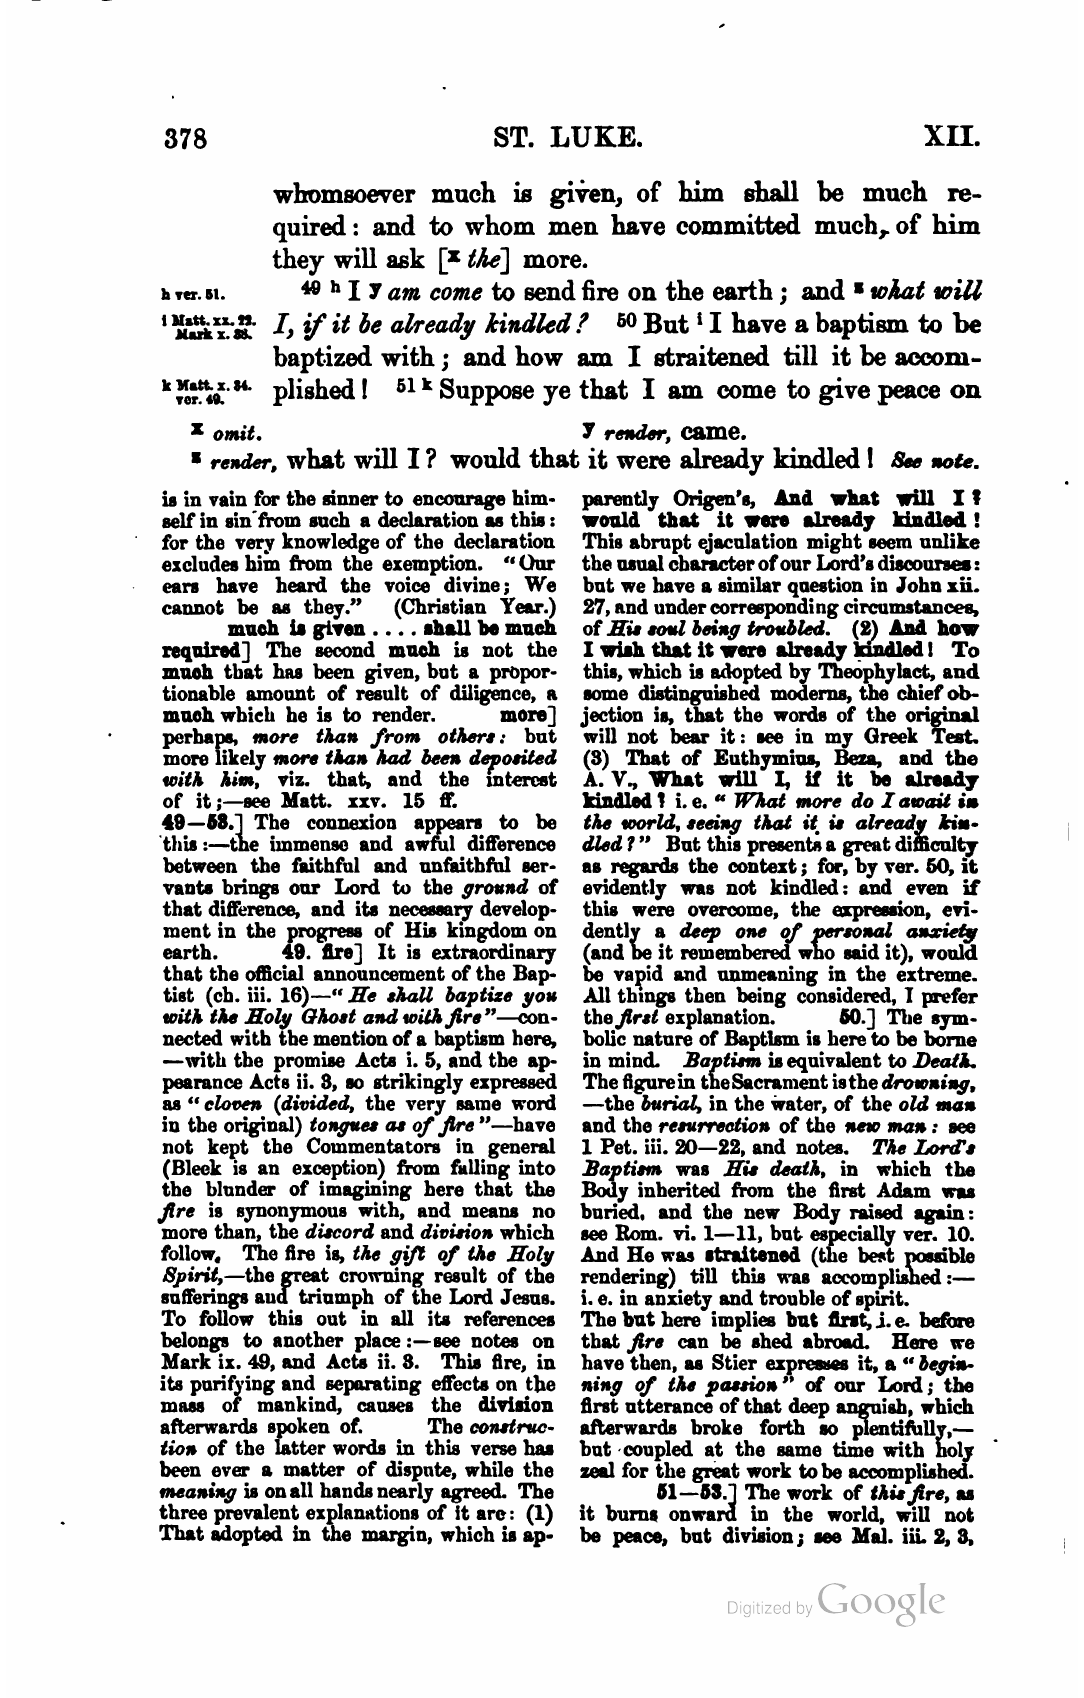 378 ST. LUKE. XII.
whomsoever much is given, of him shall be much re-
quired : and to whom men have committed much, of him
they will ask [x the] more.
h ver. 51.
49 h I y am come to send fire on the earth ; and z what will
i Matt. xx. 22.
Mark x. 38.
I, if it be already kindled ? 50 But i I have a baptism to be
baptized with ; and how am I straitened till it be accom-
k Matt. x. 34.
ver. 49.
plished ! 51 k Suppose ye that I am come to give peace on
x omit. y render, came.
z render, what will I ? would that it were already kindled ! See note.
is in vain for the sinner to encourage him-
self in sin from such a declaration as this :
for the very knowledge of the declaration
excludes him from the exemption. “Our
ears have heard the voice divine; We
cannot be as they.” (Christian Year.)
much is given .... shall be much
required] The second much is not the
much that has been given, but a propor-
tionable amount of result of diligence, a
much which he is to render. more]
perhaps, more than from others: but
more likely more than had been deposited
with him, viz. that, and the interest
of it ;—see Matt. xxv. 15 ff.
49—53.] The connexion appears to be
this :—the immense and awful difference
between the faithful and unfaithful ser-
vants brings our Lord to the ground of
that difference, and its necessary develop-
ment in the progress of His kingdom on
earth. 49. fire] It is extraordinary
that the official announcement of the Bap-
tist (ch. iii. 16)—“ He shall baptize you
with the Holy Ghost and with fire”—con-
nected with the mention of a baptism here,
—with the promise Acts i. 5, and the ap-
pearance Acts ii. 3, so strikingly expressed
as “ cloven (divided, the very same word
in the original) tongues as of fire ”—have
not kept the Commentators in general
(Bleek is an exception) from falling into
the blunder of imagining here that the
fire is synonymous with, and means no
more than, the discord and division which
follow. The fire is, the gift of the Holy
Spirit,—the great crowning result of the
sufferings and triumph of the Lord Jesus.
To follow this out in all its references
belongs to another place :—see notes on
Mark ix. 49, and Acts ii. 3. This fire, in
its purifying and separating effects on the
mass of mankind, causes the division
afterwards spoken of. The construc-
tion of the latter words in this verse has
been ever a matter of dispute, while the
meaning is on all hands nearly agreed. The
three prevalent explanations of it are: (1)
That adopted in the margin, which is ap-
parently Origen's, And what will I ?
would that it were already kindled !
This abrupt ejaculation might seem unlike
the usual character of our Lord's discourses :
but we have a similar question in John xii.
27, and under corresponding circumstances,
of His soul being troubled. (2) And how
I wish that it were already kindled ! To
this, which is adopted by Theophylact, and
some distinguished moderns, the chief ob-
jection is, that the words of the original
will not bear it : see in my Greek Test.
(3) That of Euthymius, Beza, and the
A. V., What will I, if it be already
kindled ? i. e. “ What more do I await in
the world, seeing that it is already kin-
dled ? ” But this presents a great difficulty
as regards the context ; for, by ver. 50, it
evidently was not kindled : and even if
this were overcome, the expression, evi-
dently a deep one of personal anxiety
(and be it remembered who said it), would
be vapid and unmeaning in the extreme.
All things then being considered, I prefer
the first explanation. 50.] The sym-
bolic nature of Baptism is here to be borne
in mind. Baptism is equivalent to Death.
The figure in the Sacrament is the drowning,
—the burial, in the water, of the old man
and the resurrection of the new man : see
1 Pet. iii. 20—22, and notes. The Lord's
Baptism was His death, in which the
Body inherited from the first Adam was
buried, and the new Body raised again :
see Rom. vi. 1—11, but especially ver. 10.
And He was straitened (the best possible
rendering) till this was accomplished :—
i. e. in anxiety and trouble of spirit.
The but here implies but first, i. e. before
that fire can be shed abroad. Here we
have then, as Stier expresses it, a “ begin-
ning of the passion ” of our Lord ; the
first utterance of that deep anguish, which
afterwards broke forth so plentifully,—
but coupled at the same time with holy
zeal for the great work to be accomplished.
51—53.] The work of this fire, as
it burns onward in the world, will not
be peace, but division ; see Mal. iii. 2, 3,
Digitized by Google